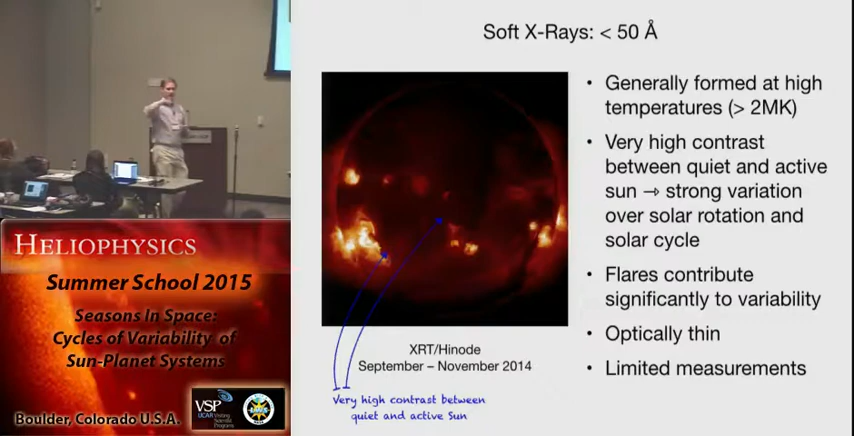 Soft X-Rays: < 50 Å
• Generally formed at high
temperatures (> 2MK)
• Very high contrast
between quiet and active
sun → strong variation
over solar rotation and
solar cycle
• Flares contribute
significantly to variability
• Optically thin
• Limited measurements
XRT/Hinode
September – November 2014
Very high contrast between
quiet and active Sun
HELIOPHYSICS
Summer School 2015
Seasons In Space:
Cycles of Variability of
Sun-Planet Systems
Boulder, Colorado U.S.A.
VSP
UCAR Visiting
Scientist
Programs